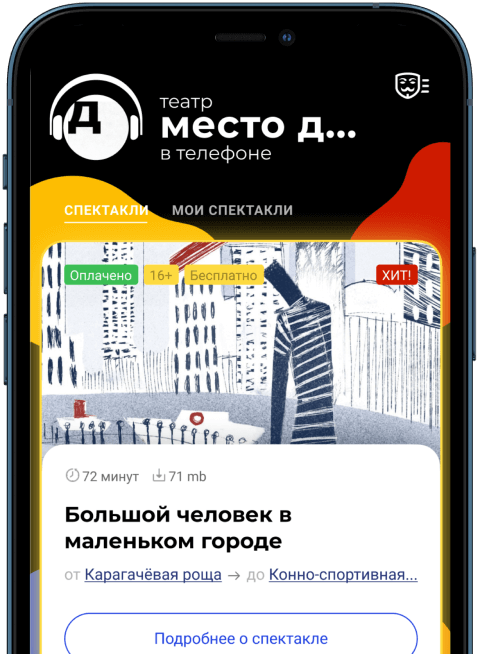 Д
театр
место д...
в телефоне
СПЕКТАКЛИ МОИ СПЕКТАКЛИ
Оплачено 16+ Бесплатно ХИТ!
72 минут 71 mb
Большой человек в
маленьком городе
от Карагачёвая роща → до Конно-спортивная...
Подробнее о спектакле